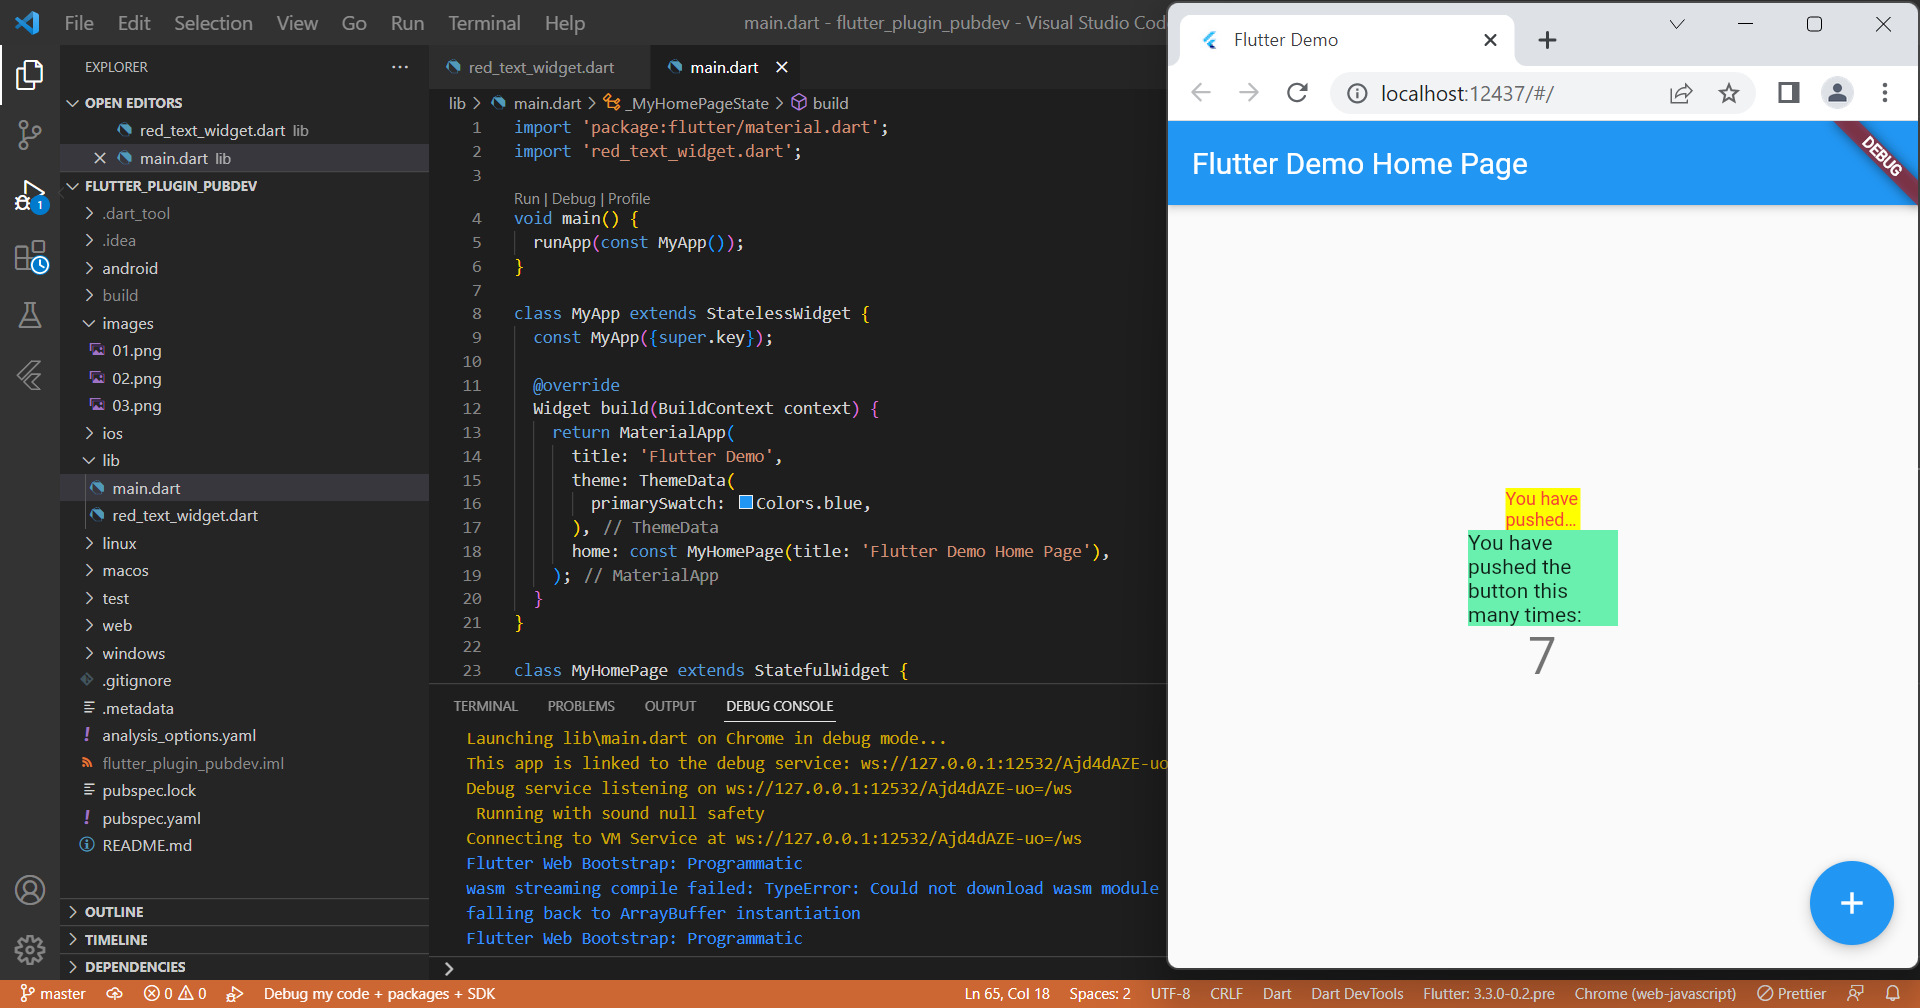 File Edit Selection View Go Run Terminal Help
main.dart - flutter_plugin_pubdev - Visual Studio Cod
EXPLORER
OPEN EDITORS
red_text_widget.dart lib
main.dart lib
FLUTTER_PLUGIN_PUBDEV
.dart_tool
.idea
android
build
images
01.png
02.png
03.png
ios
lib
main.dart
red_text_widget.dart
linux
macos
test
web
windows
.gitignore
.metadata
analysis_options.yaml
flutter_plugin_pubdev.iml
pubspec.lock
pubspec.yaml
README.md
OUTLINE
TIMELINE
DEPENDENCIES
1
red_text_widget.dart
main.dart
lib > main.dart > _MyHomePageState > build
1 import 'package:flutter/material.dart';
2 import 'red_text_widget.dart';
3
Run | Debug | Profile
4 void main() {
5 runApp(const MyApp());
6 }
7
8 class MyApp extends StatelessWidget {
9 const MyApp({super.key});
10
11 @override
12 Widget build(BuildContext context) {
13 return MaterialApp(
14 title: 'Flutter Demo',
15 theme: ThemeData(
16 primarySwatch: Colors.blue,
17 ), // ThemeData
18 home: const MyHomePage(title: 'Flutter Demo Home Page'),
19 ); // MaterialApp
20 }
21 }
22
23 class MyHomePage extends StatefulWidget {
TERMINAL PROBLEMS OUTPUT DEBUG CONSOLE
Launching lib\main.dart on Chrome in debug mode...
This app is linked to the debug service: ws://127.0.0.1:12532/Ajd4dAZE-uo
Debug service listening on ws://127.0.0.1:12532/Ajd4dAZE-uo=/ws
Running with sound null safety
Connecting to VM Service at ws://127.0.0.1:12532/Ajd4dAZE-uo=/ws
Flutter Web Bootstrap: Programmatic
wasm streaming compile failed: TypeError: Could not download wasm module
falling back to ArrayBuffer instantiation
Flutter Web Bootstrap: Programmatic
Flutter Demo
localhost:12437/#/
Flutter Demo Home Page
DEBUG
You have
pushed...
You have
pushed the
button this
many times:
7
master 0 0 Debug my code + packages + SDK
Ln 65, Col 18 Spaces: 2 UTF-8 CRLF Dart Dart DevTools Flutter: 3.3.0-0.2.pre Chrome (web-javascript) Prettier